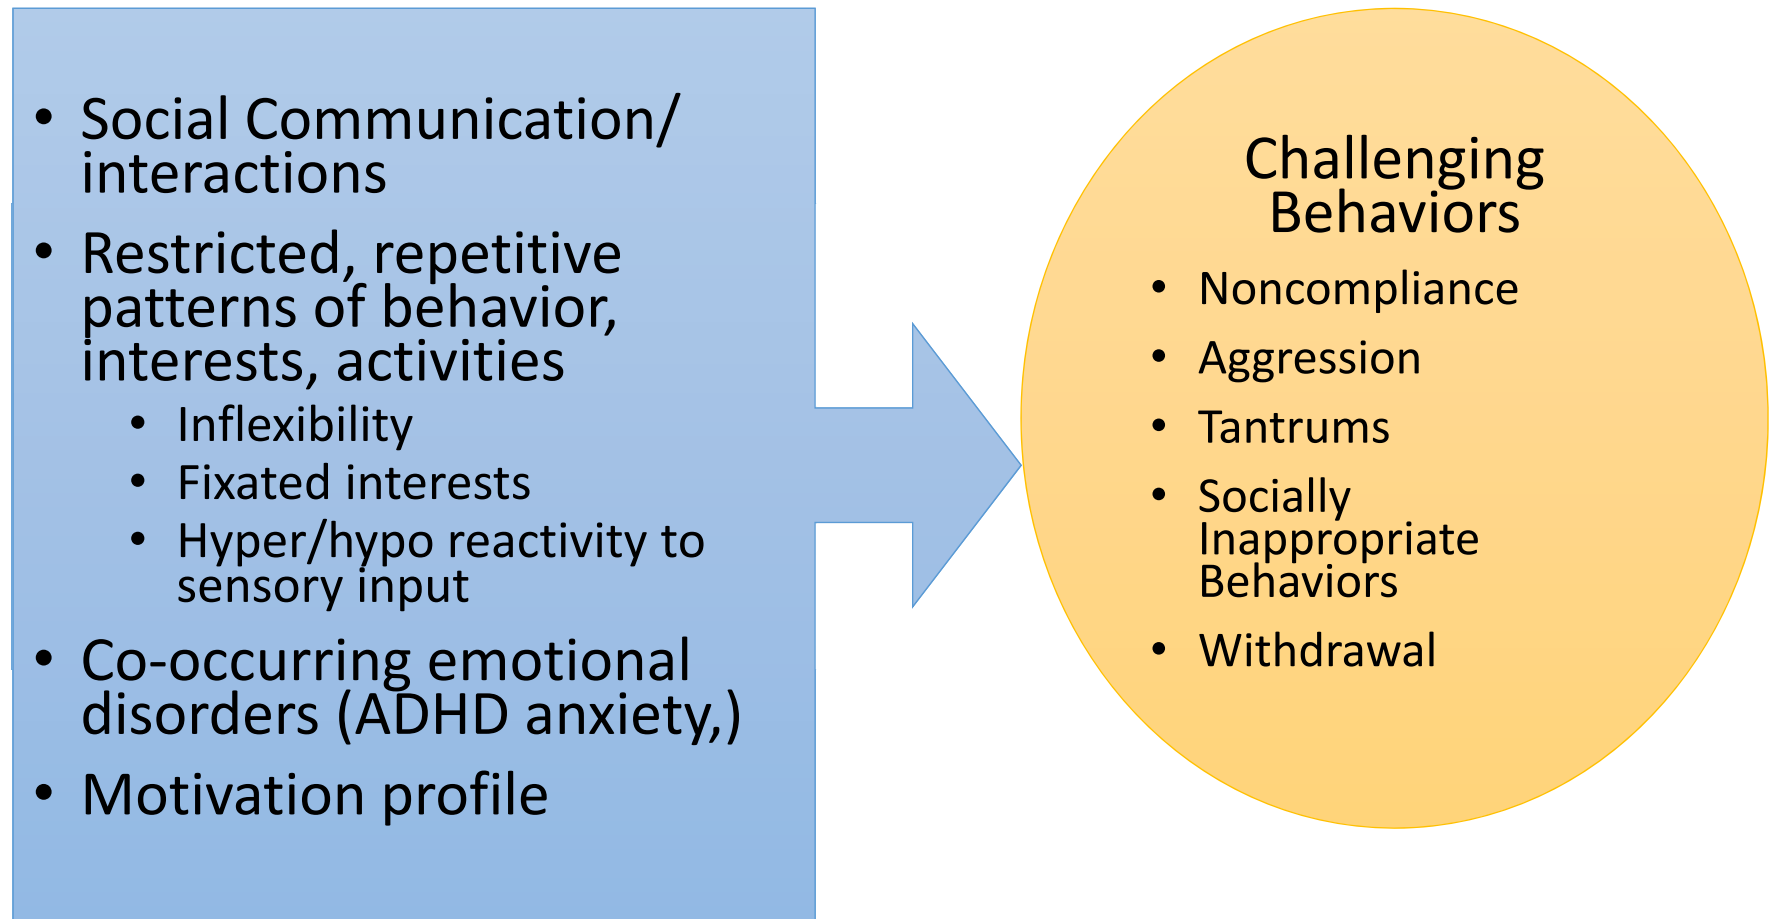 • Social Communication/
interactions
• Restricted, repetitive
patterns of behavior,
interests, activities
• Inflexibility
• Fixated interests
• Hyper/hypo reactivity to
sensory input
• Co-occurring emotional
disorders (ADHD anxiety,)
• Motivation profile
Challenging
Behaviors
• Noncompliance
• Aggression
• Tantrums
• Socially
Inappropriate
Behaviors
• Withdrawal